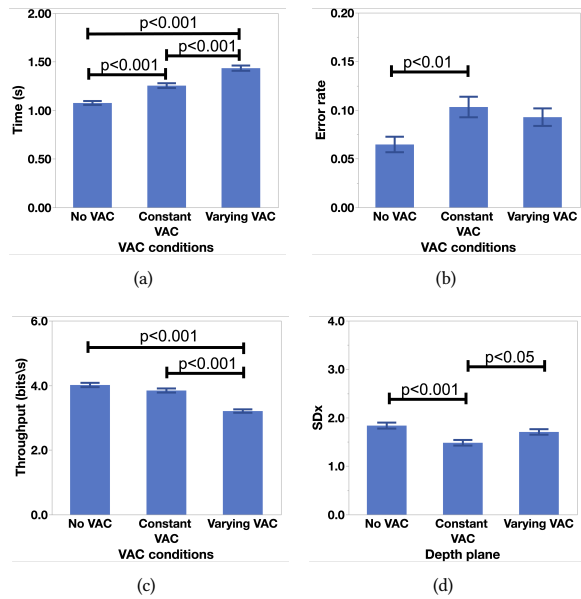 2.00
1.50
1.00
0.50
0.00
Time (s)
p<0.001
p<0.001
p<0.001
No VAC
Constant
VAC
Varying VAC
VAC conditions
(a)
0.20
0.15
0.10
0.05
0.00
Error rate
p<0.01
No VAC
Constant
VAC
Varying VAC
VAC conditions
(b)
6.0
4.0
2.0
0.0
Throughput (bits\s)
p<0.001
p<0.001
No VAC
Constant
VAC
Varying VAC
VAC conditions
(c)
4.0
3.0
2.0
1.0
0.0
SDx
p<0.05
p<0.001
No VAC
Constant
VAC
Varying VAC
Depth plane
(d)